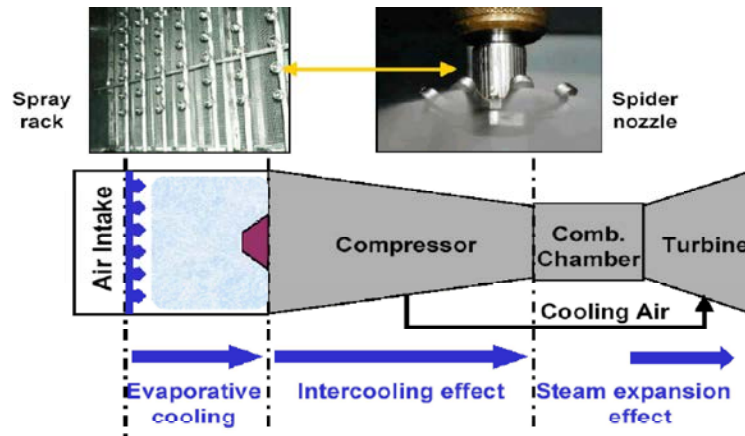 Spray
rack
Spider
nozzle
Air Intake
Compressor
Comb.
Chamber
Turbine
Cooling Air
Evaporative
cooling
Intercooling effect
Steam expansion
effect